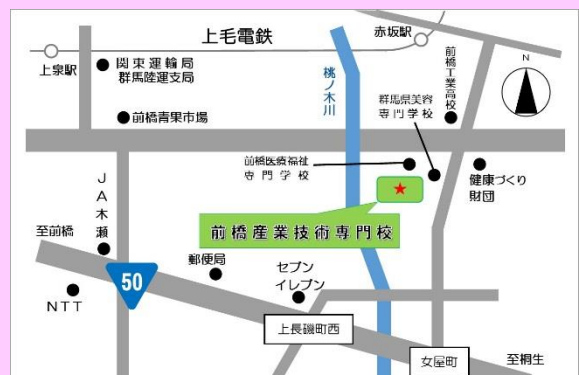 上毛電鉄
赤坂駅
上泉駅
関東運輸局
群馬陸運支局
前橋青果市場
桃ノ木川
前橋工業高校
群馬県美容
専門学校
N
前橋医療福祉
専門学校
健康づくり
財団
JA木瀬
至前橋
前橋産業技術専門校
郵便局
セブン
イレブン
50
NTT
上長磯町西
女屋町
至桐生